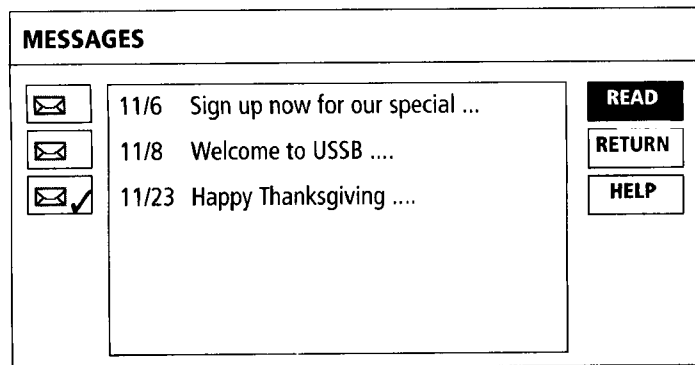 MESSAGES
11/6 Sign up now for our special ...
11/8 Welcome to USSB ....
11/23 Happy Thanksgiving ....
READ
RETURN
HELP